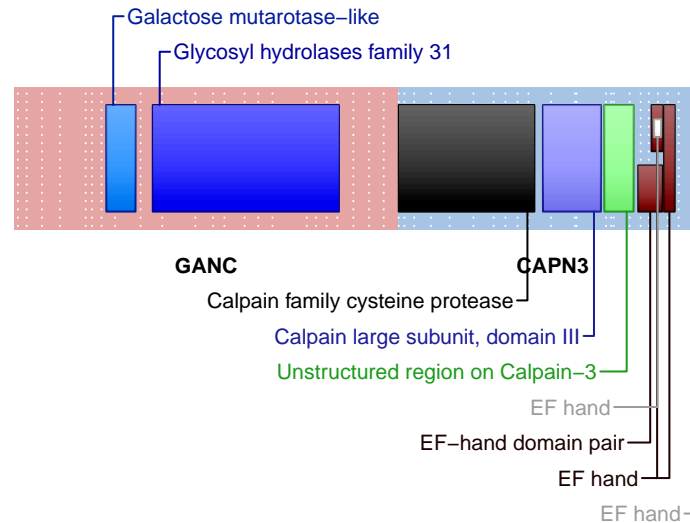 Galactose mutarotase−like
Glycosyl hydrolases family 31
GANC
CAPN3
Calpain family cysteine protease
Calpain large subunit, domain III
Unstructured region on Calpain−3
EF hand
EF−hand domain pair
EF hand
EF hand